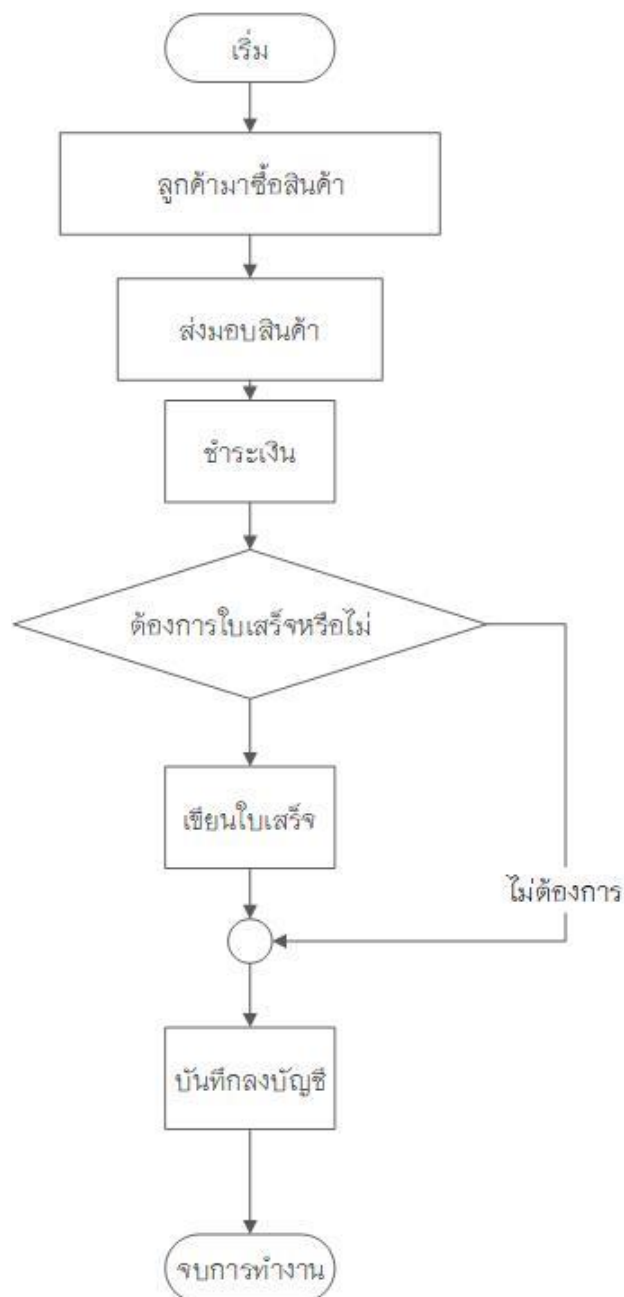 เริ่ม
ลูกค้ามาซื้อสินค้า
ส่งมอบสินค้า
ชำระเงิน
ต้องการใบเสร็จหรือไม่
เขียนใบเสร็จ
ไม่ต้องการ
บันทึกลงบัญชี
จบการทำงาน